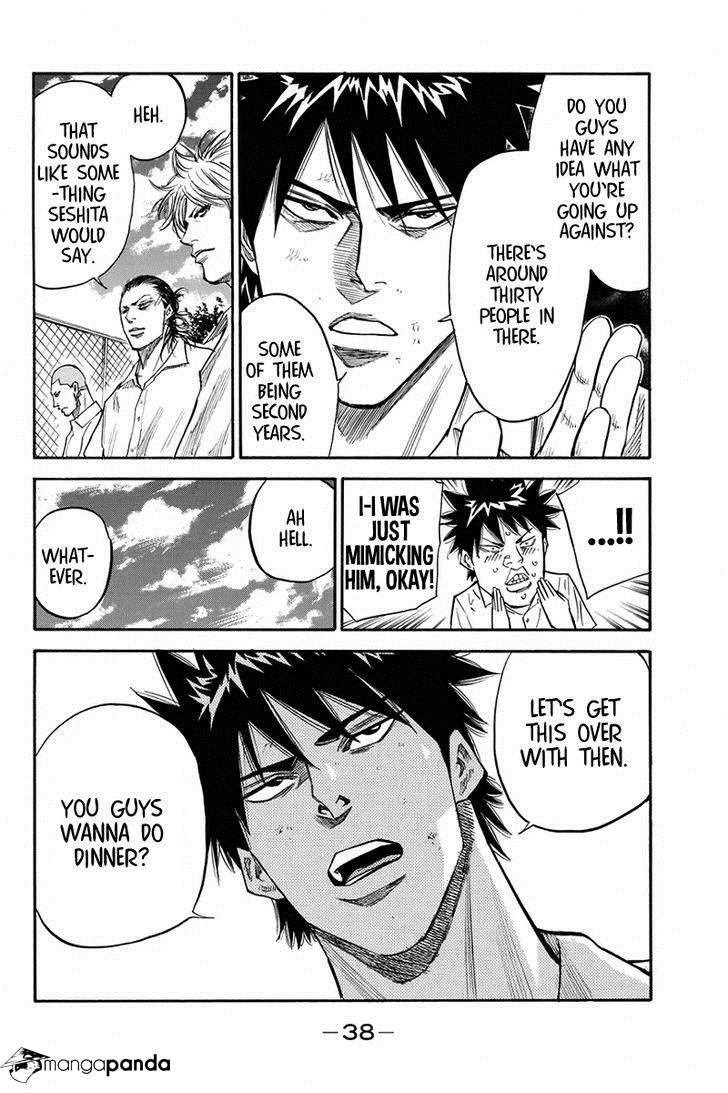 DO YOU
GUYS
HAVE ANY
IDEA WHAT
YOU'RE
GOING UP
AGAINST?
THERE'S
AROUND
THIRTY
PEOPLE IN
THERE.
SOME
OF THEM
BEING
SECOND
YEARS.
HEH.
THAT
SOUNDS
LIKE SOME
-THING
SESHITA
WOULD
SAY.
....!!
I-I WAS
JUST
MIMICKING
HIM, OKAY!
AH
HELL.
WHAT-
EVER.
LET'S GET
THIS OVER
WITH THEN.
YOU GUYS
WANNA DO
DINNER?
-38-
mangapanda